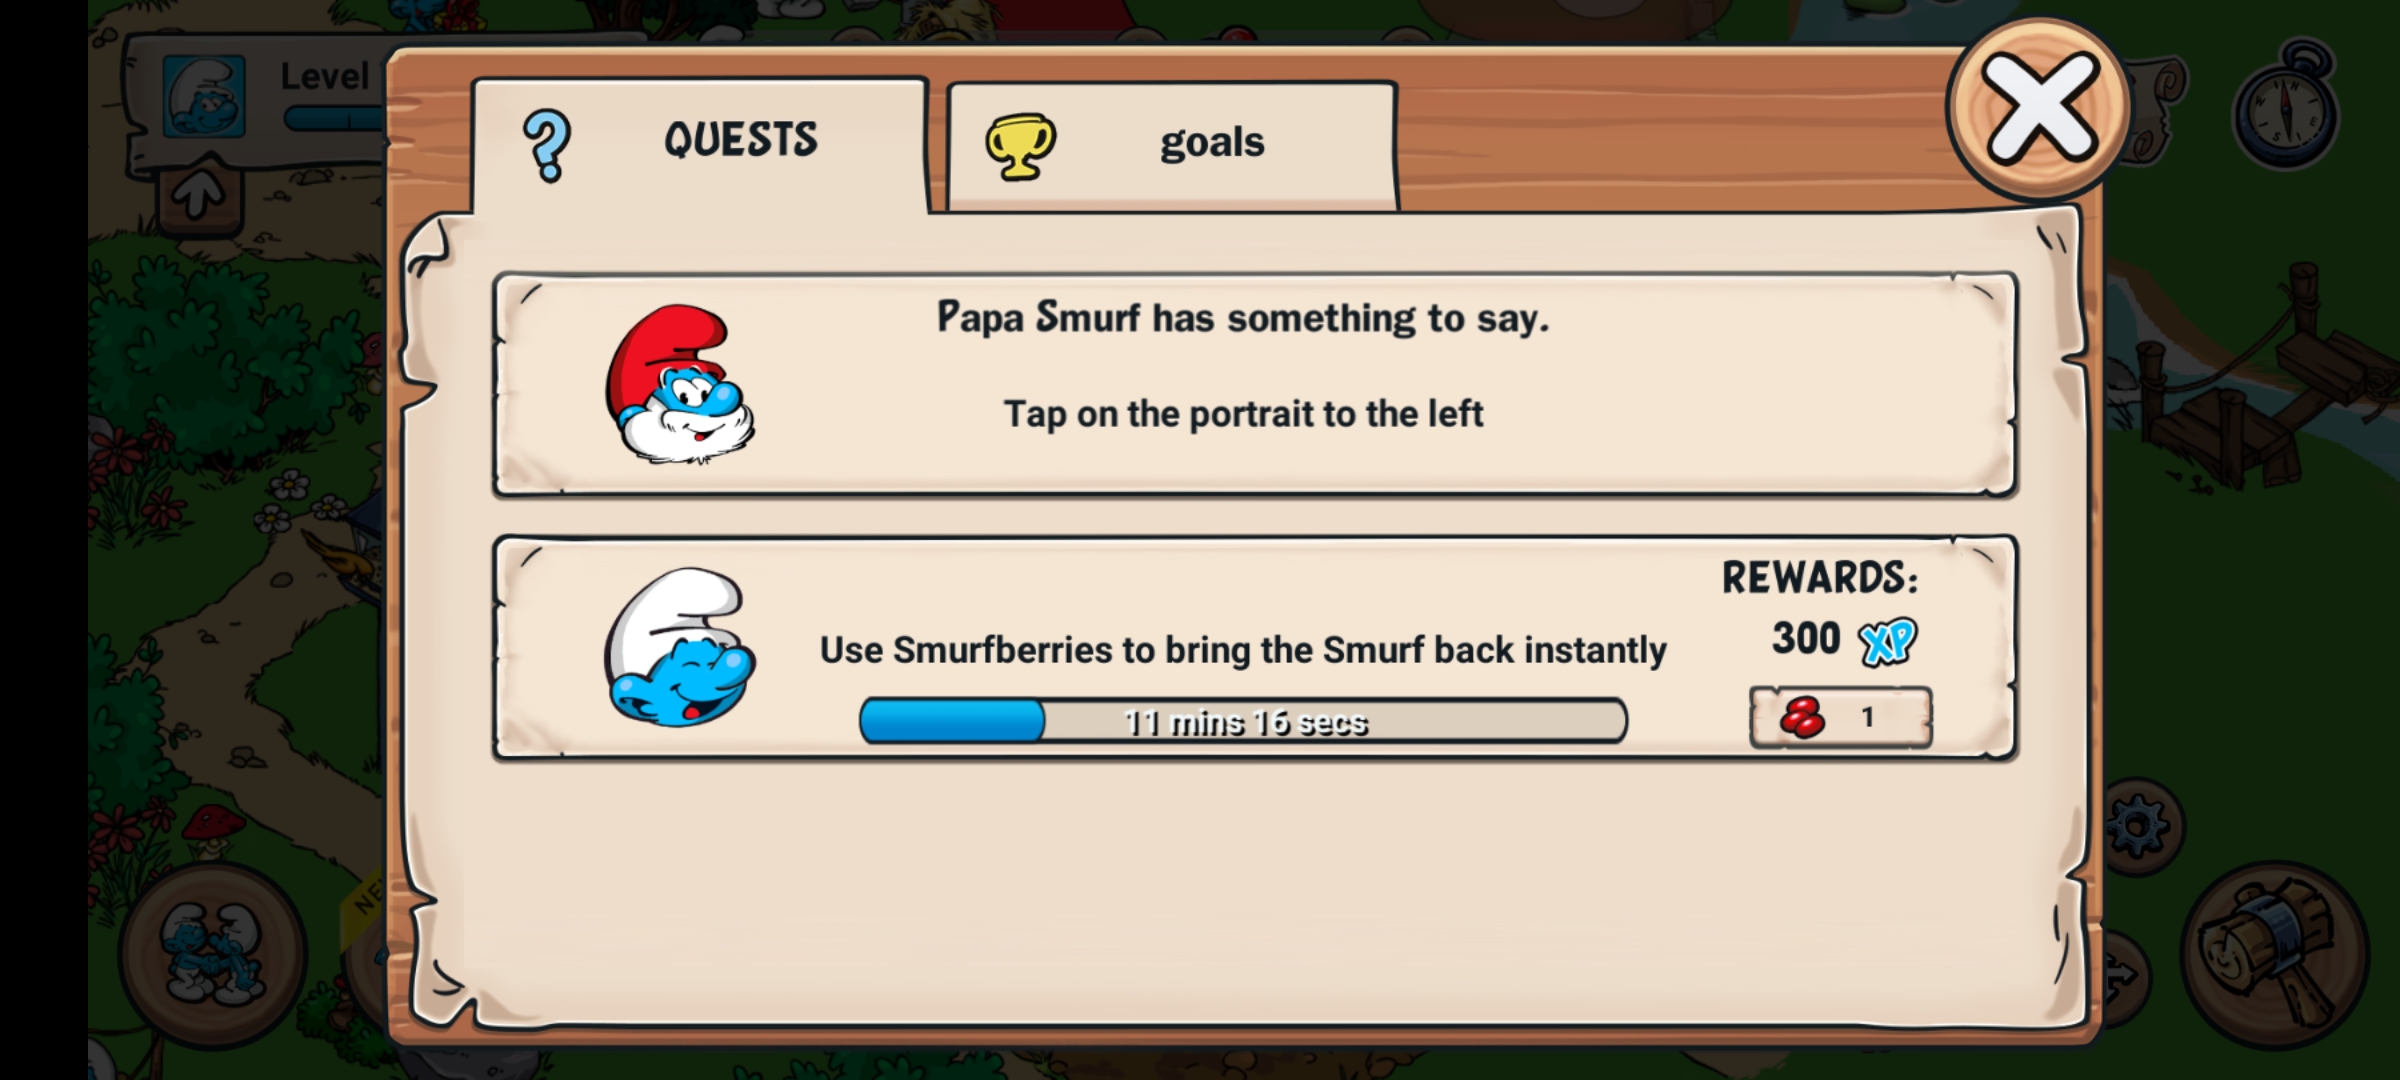 Level
QUESTS
goals
Papa Smurf has something to say.
Tap on the portrait to the left
REWARDS:
300 XP
Use Smurfberries to bring the Smurf back instantly
11 mins 16 secs
1